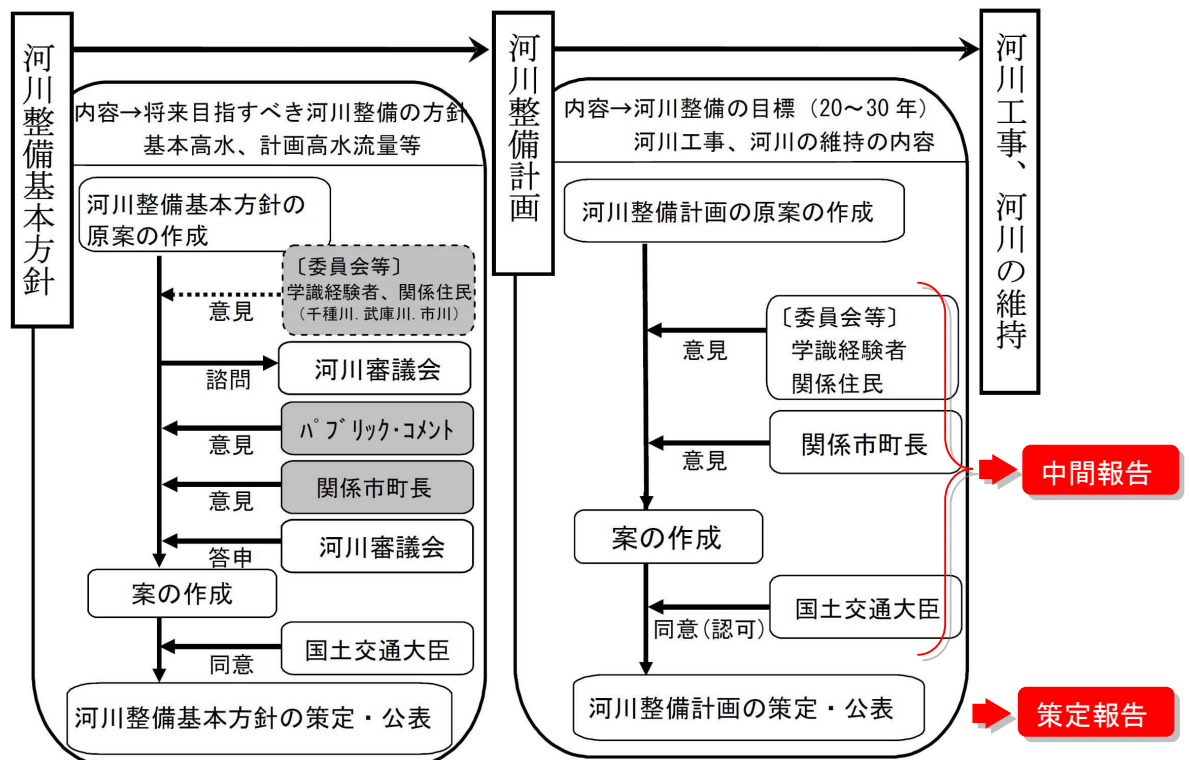 河川整備基本方針
内容→将来目指すべき河川整備の方針
基本高水、計画高水流量等
河川整備基本方針の
原案の作成
〔委員会等〕
学識経験者、関係住民
(千種川.武庫川.市川)
意見
諮問
河川審議会
意見
パブリック・コメント
意見
関係市町長
答申
河川審議会
案の作成
同意
国土交通大臣
河川整備基本方針の策定・公表
河川整備計画
内容→河川整備の目標(20~30年)
河川工事、河川の維持の内容
河川整備計画の原案の作成
〔委員会等〕
学識経験者
関係住民
意見
意見
関係市町長
案の作成
同意(認可)
国土交通大臣
河川整備計画の策定・公表
河川工事、河川の維持
中間報告
策定報告